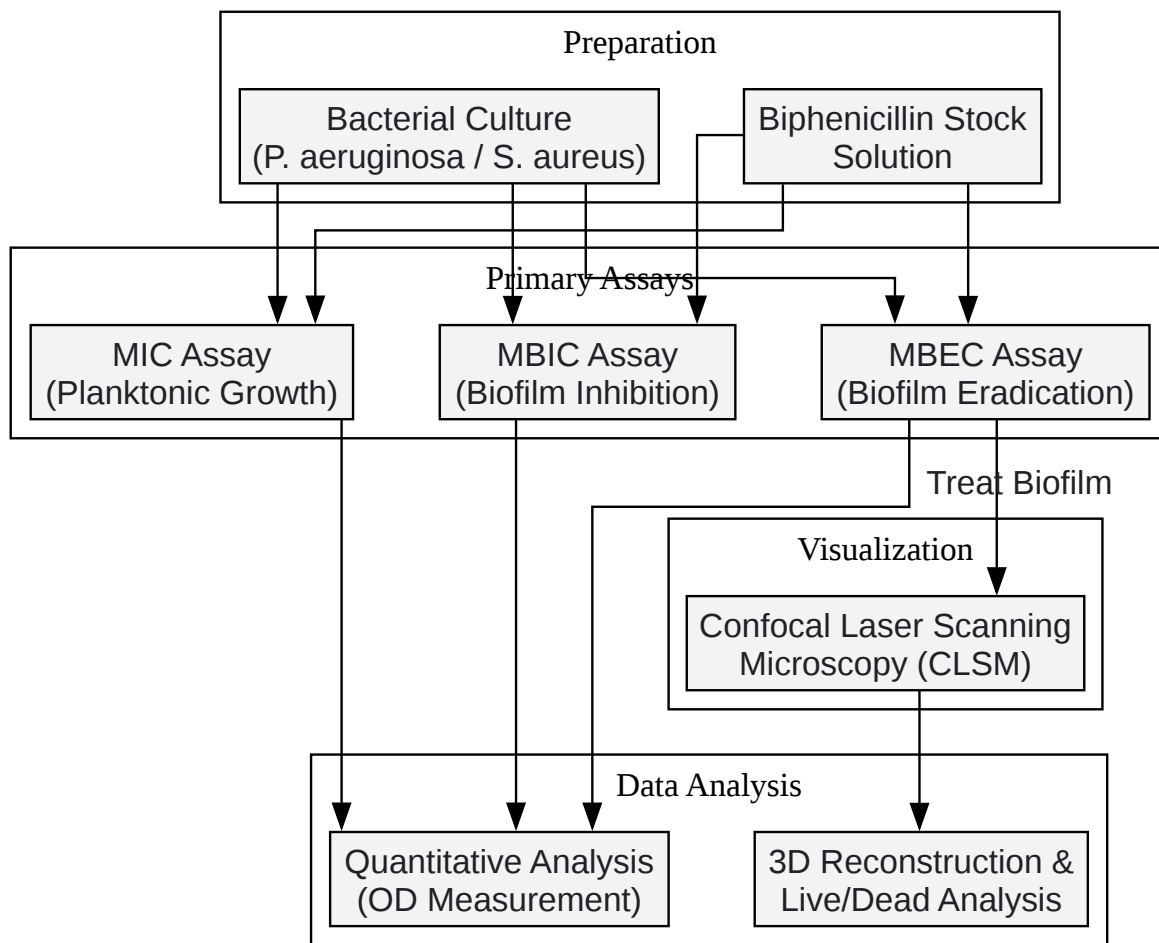 Preparation
Bacterial Culture
(P. aeruginosa / S. aureus)
Biphenicillin Stock
Solution
Primary Assays
MIC Assay
(Planktonic Growth)
MBIC Assay
(Biofilm Inhibition)
MBEC Assay
(Biofilm Eradication)
Treat Biofilm
Visualization
Confocal Laser Scanning
Microscopy (CLSM)
Data Analysis
Quantitative Analysis
(OD Measurement)
3D Reconstruction &
Live/Dead Analysis